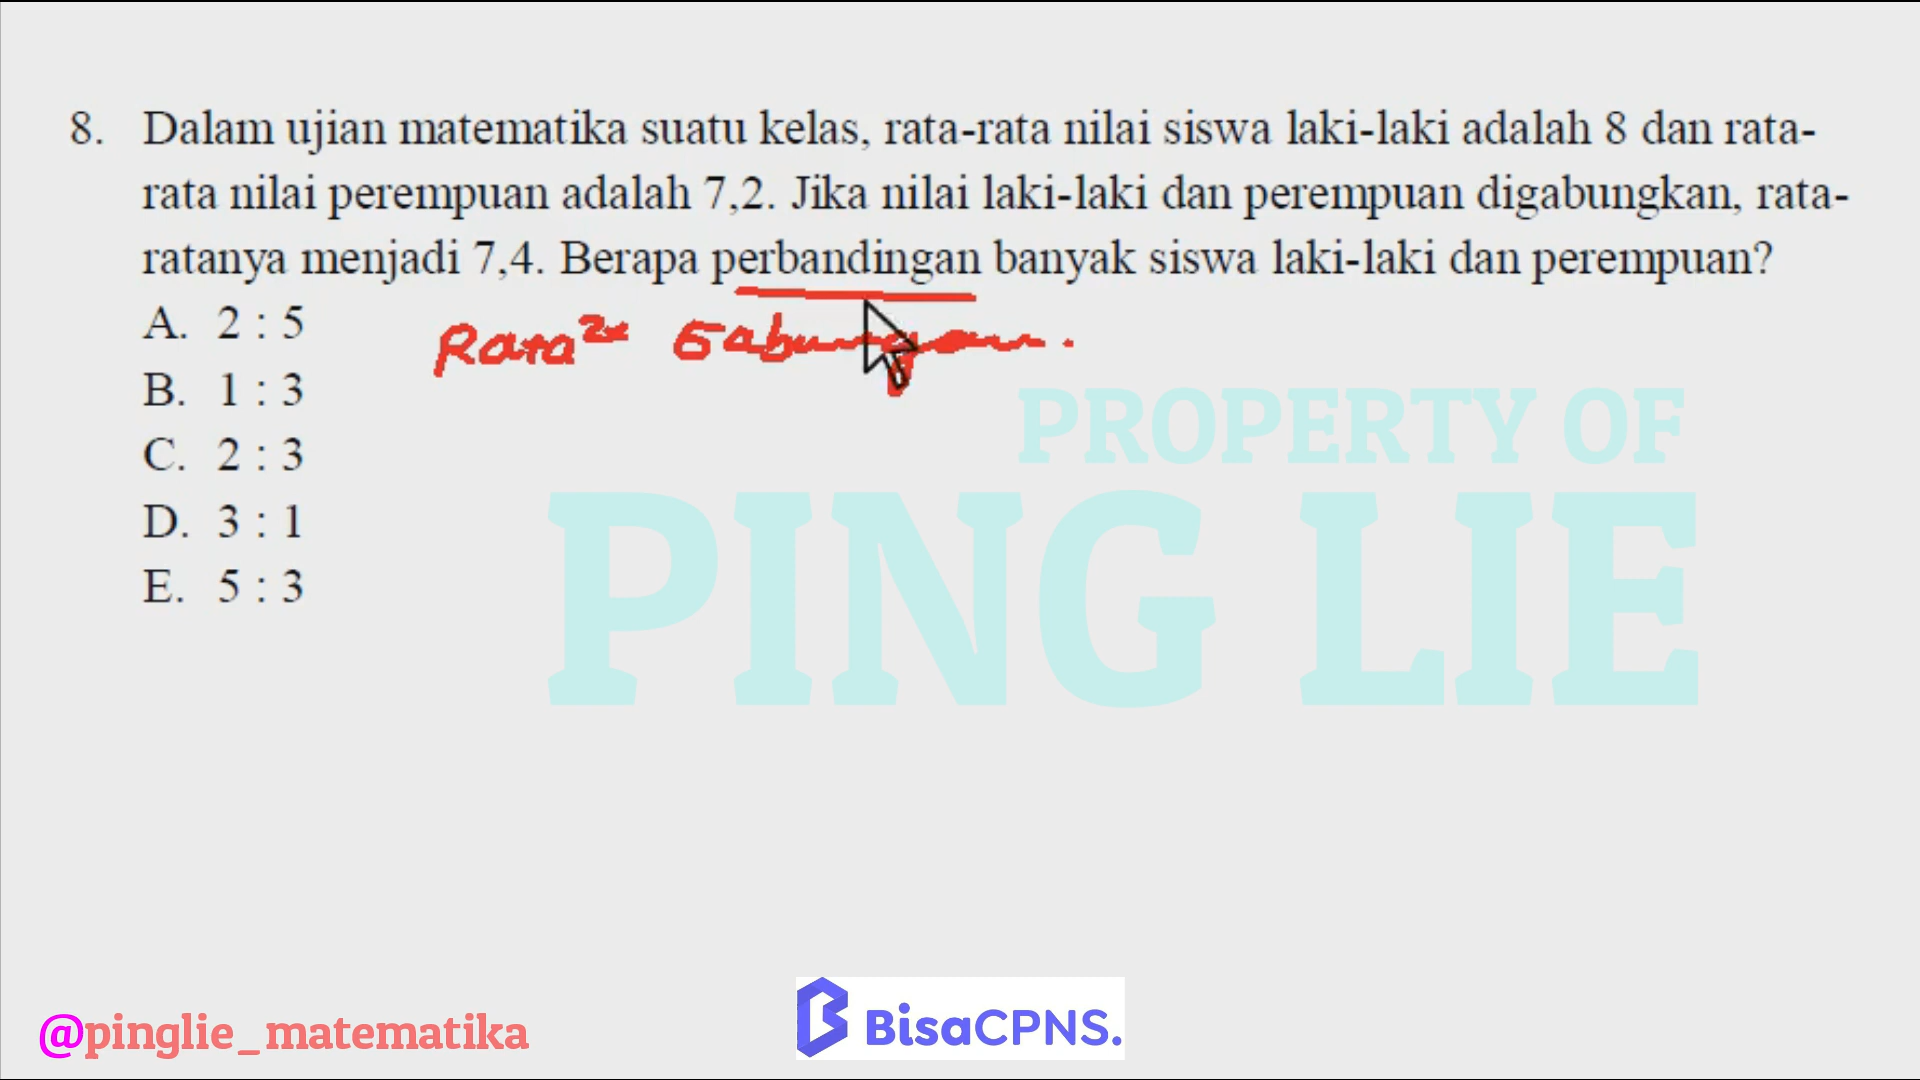 8. Dalam ujian matematika suatu kelas, rata-rata nilai siswa laki-laki adalah 8 dan rata-
rata nilai perempuan adalah 7,2. Jika nilai laki-laki dan perempuan digabungkan, rata-
ratanya menjadi 7,4. Berapa perbandingan banyak siswa laki-laki dan perempuan?
A. 2 : 5
B. 1 : 3
C. 2 : 3
D. 3 : 1
E. 5 : 3
Rata²ˣ Gabungan.
PROPERTY OF
PING LIE
@pinglie_matematika
BisaCPNS.